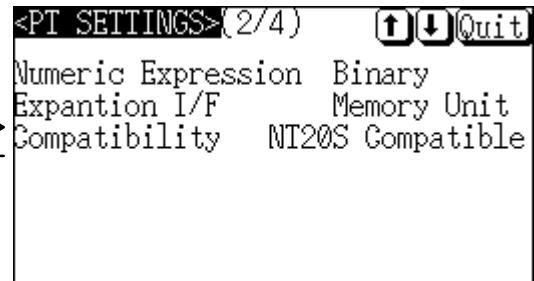 <PT SETTINGS>(2/4) ↑ ↓ Quit
Numeric Expression Binary
Expantion I/F Memory Unit
Compatibility NT20S Compatible